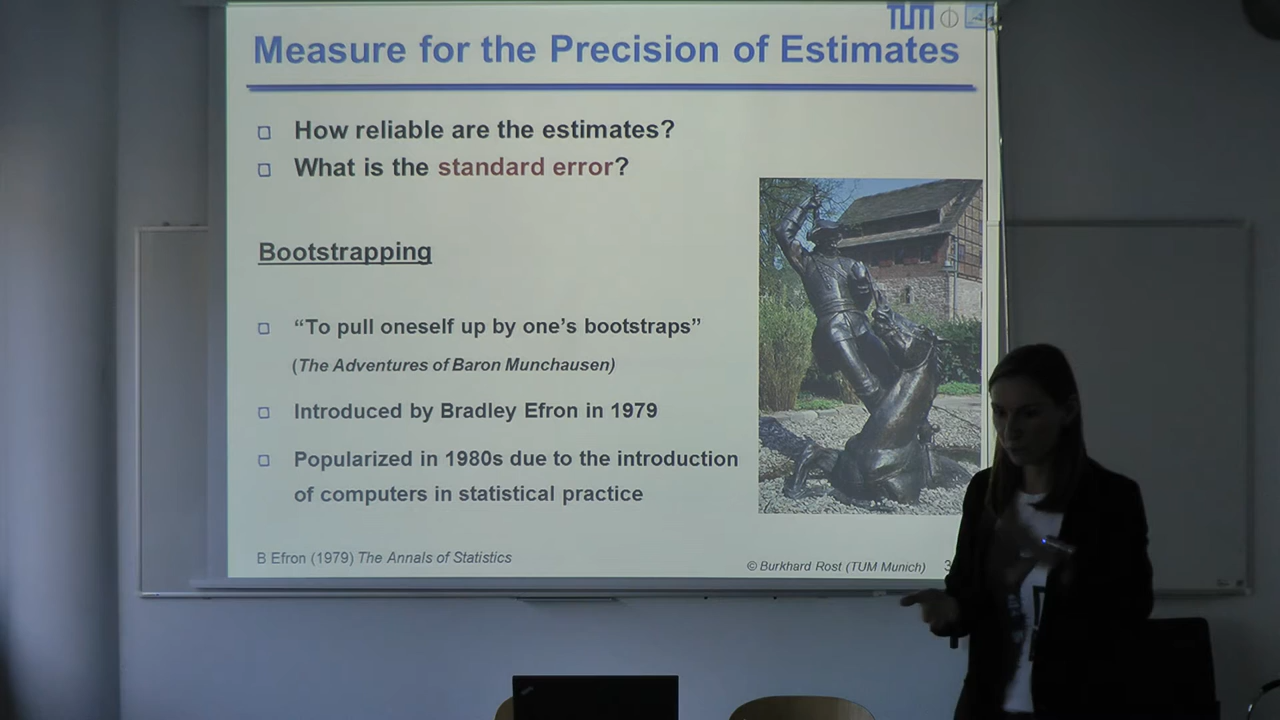 TUM
Measure for the Precision of Estimates
How reliable are the estimates?
What is the standard error?
Bootstrapping
“To pull oneself up by one’s bootstraps”
(The Adventures of Baron Munchausen)
Introduced by Bradley Efron in 1979
Popularized in 1980s due to the introduction
of computers in statistical practice
B Efron (1979) The Annals of Statistics
© Burkhard Rost (TUM Munich)